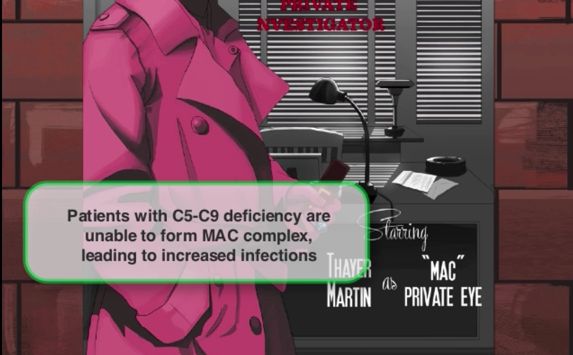 PRIVATE
INVESTIGATOR
Patients with C5-C9 deficiency are
unable to form MAC complex,
leading to increased infections
Starring
THAYER
MARTIN
as
"MAC"
PRIVATE EYE